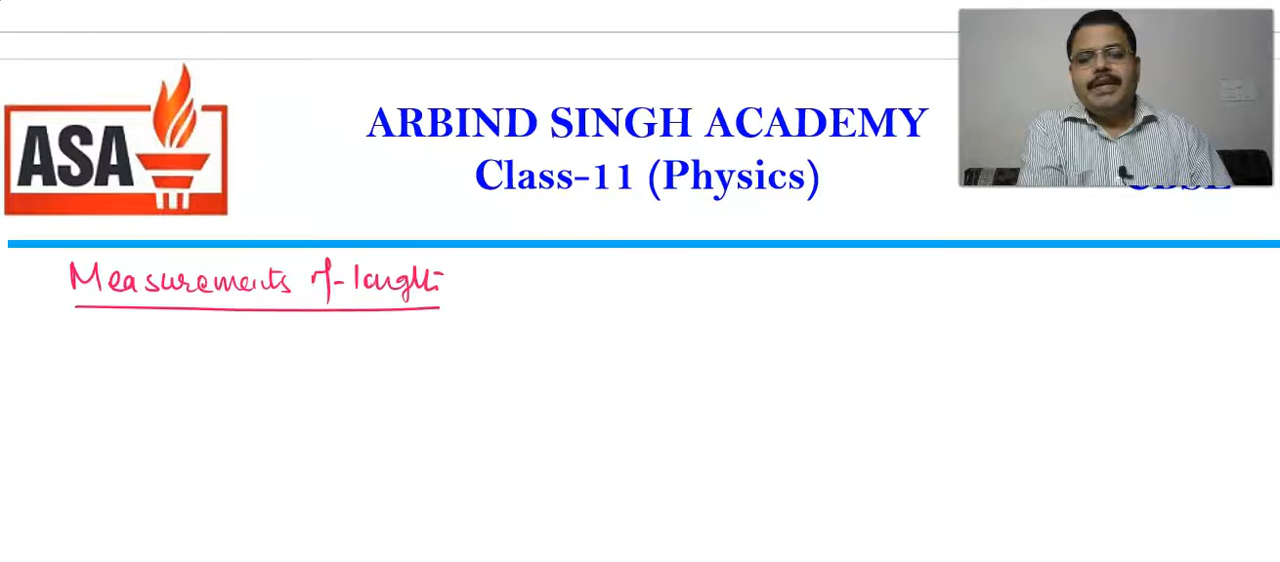 ASA
ARBIND SINGH ACADEMY
Class-11 (Physics)
Measurements of length